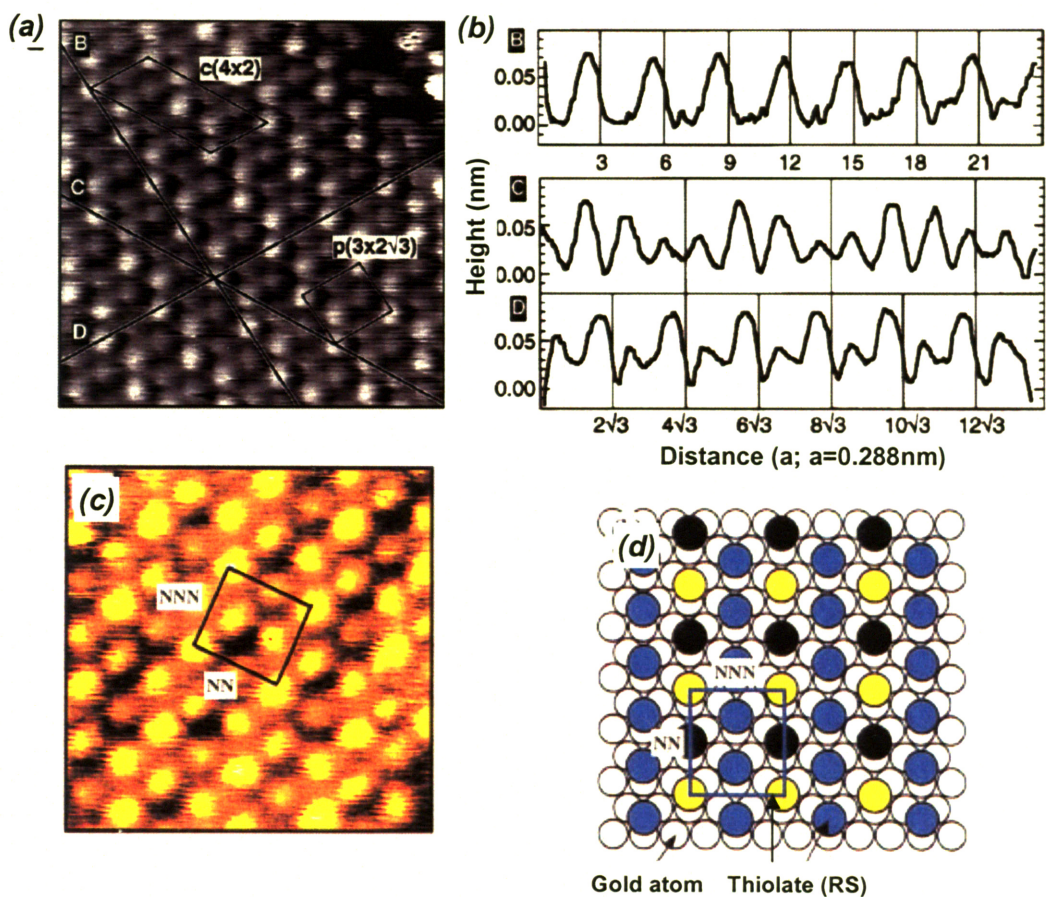 (a)
B
c(4x2)
C
p(3x2√3)
D
(b)
B
0.05
0.00
3 6 9 12 15 18 21
Height (nm)
C
0.05
0.00
D
0.05
0.00
2√3 4√3 6√3 8√3 10√3 12√3
Distance (a; a=0.288nm)
(c)
NNN
NN
(d)
NNN
NN
Gold atom Thiolate (RS)